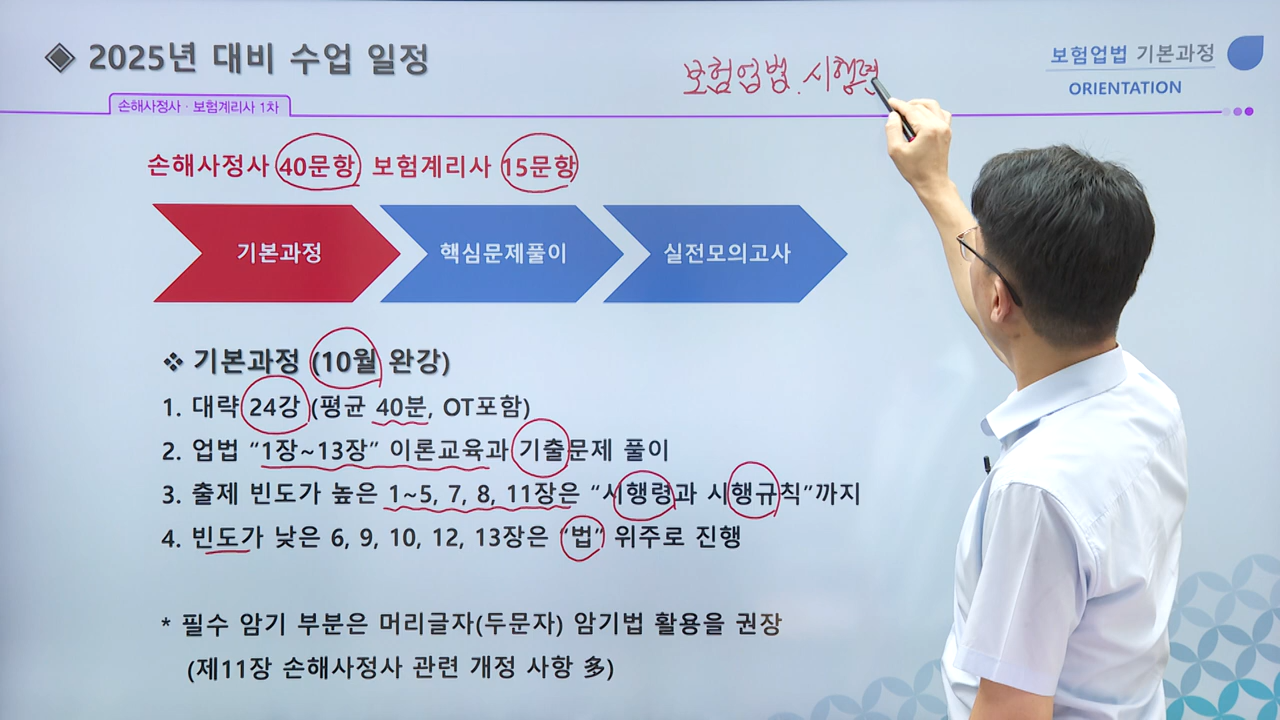 ◈ 2025년 대비 수업 일정
보험업법. 시행령
보험업법 기본과정
ORIENTATION
손해사정사 · 보험계리사 1차
손해사정사 40문항 보험계리사 15문항
기본과정
핵심문제풀이
실전모의고사
❖ 기본과정 (10월 완강)
1. 대략 24강 (평균 40분, OT포함)
2. 업법 “1장~13장” 이론교육과 기출문제 풀이
3. 출제 빈도가 높은 1~5, 7, 8, 11장은 “시행령과 시행규칙”까지
4. 빈도가 낮은 6, 9, 10, 12, 13장은 “법” 위주로 진행
* 필수 암기 부분은 머리글자(두문자) 암기법 활용을 권장
(제11장 손해사정사 관련 개정 사항 多)